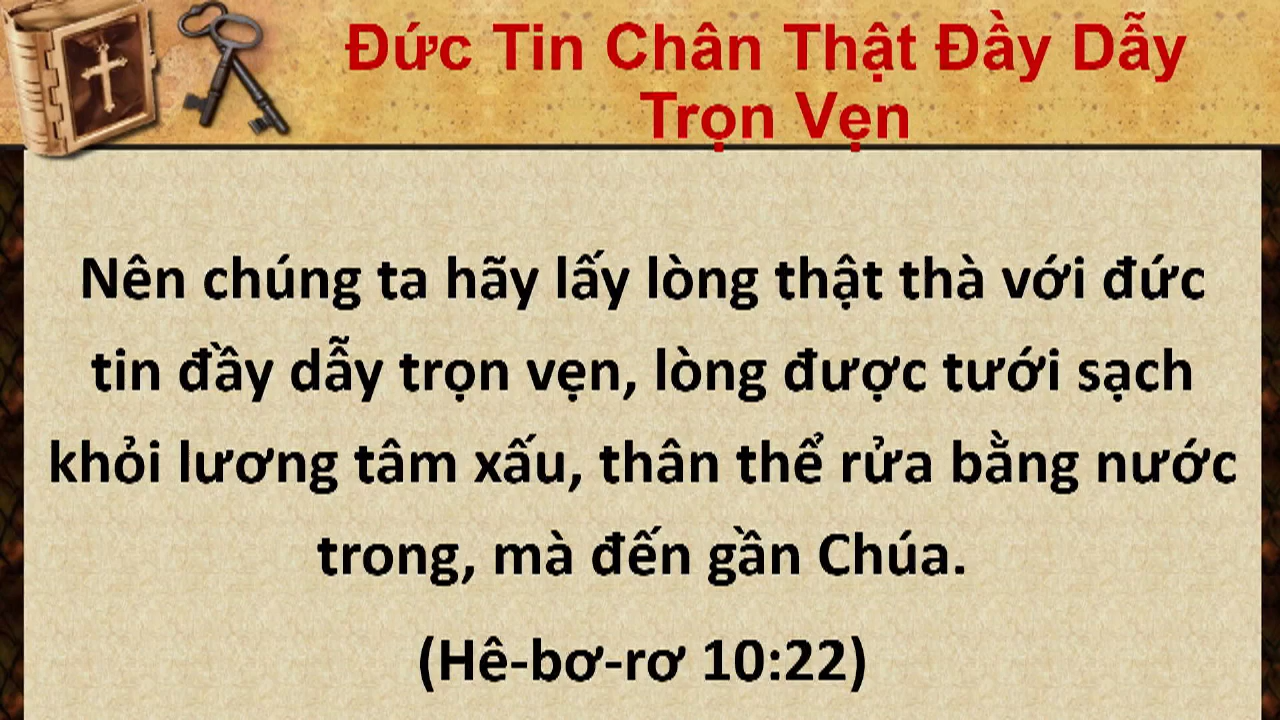 Đức Tin Chân Thật Đầy Dẫy
Trọn Vẹn
Nên chúng ta hãy lấy lòng thật thà với đức
tin đầy dẫy trọn vẹn, lòng được tưới sạch
khỏi lương tâm xấu, thân thể rửa bằng nước
trong, mà đến gần Chúa.
(Hê-bơ-rơ 10:22)